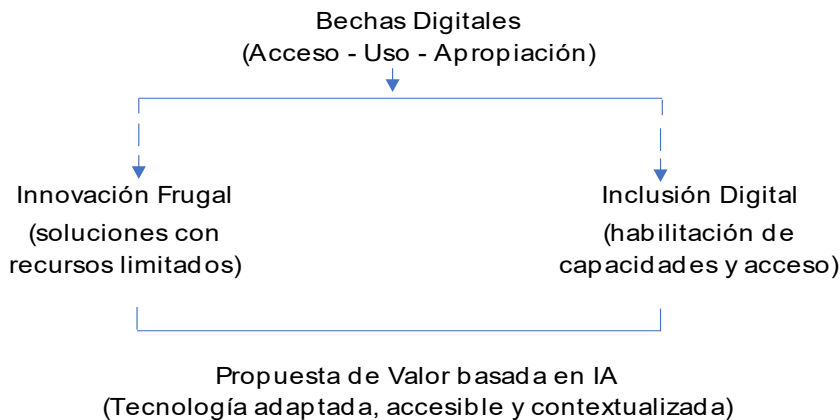 Bechas Digitales
(Acceso - Uso - Apropiación)
Innovación Frugal
(soluciones con
recursos limitados)
Inclusión Digital
(habilitación de
capacidades y acceso)
Propuesta de Valor basada en IA
(Tecnología adaptada, accesible y contextualizada)